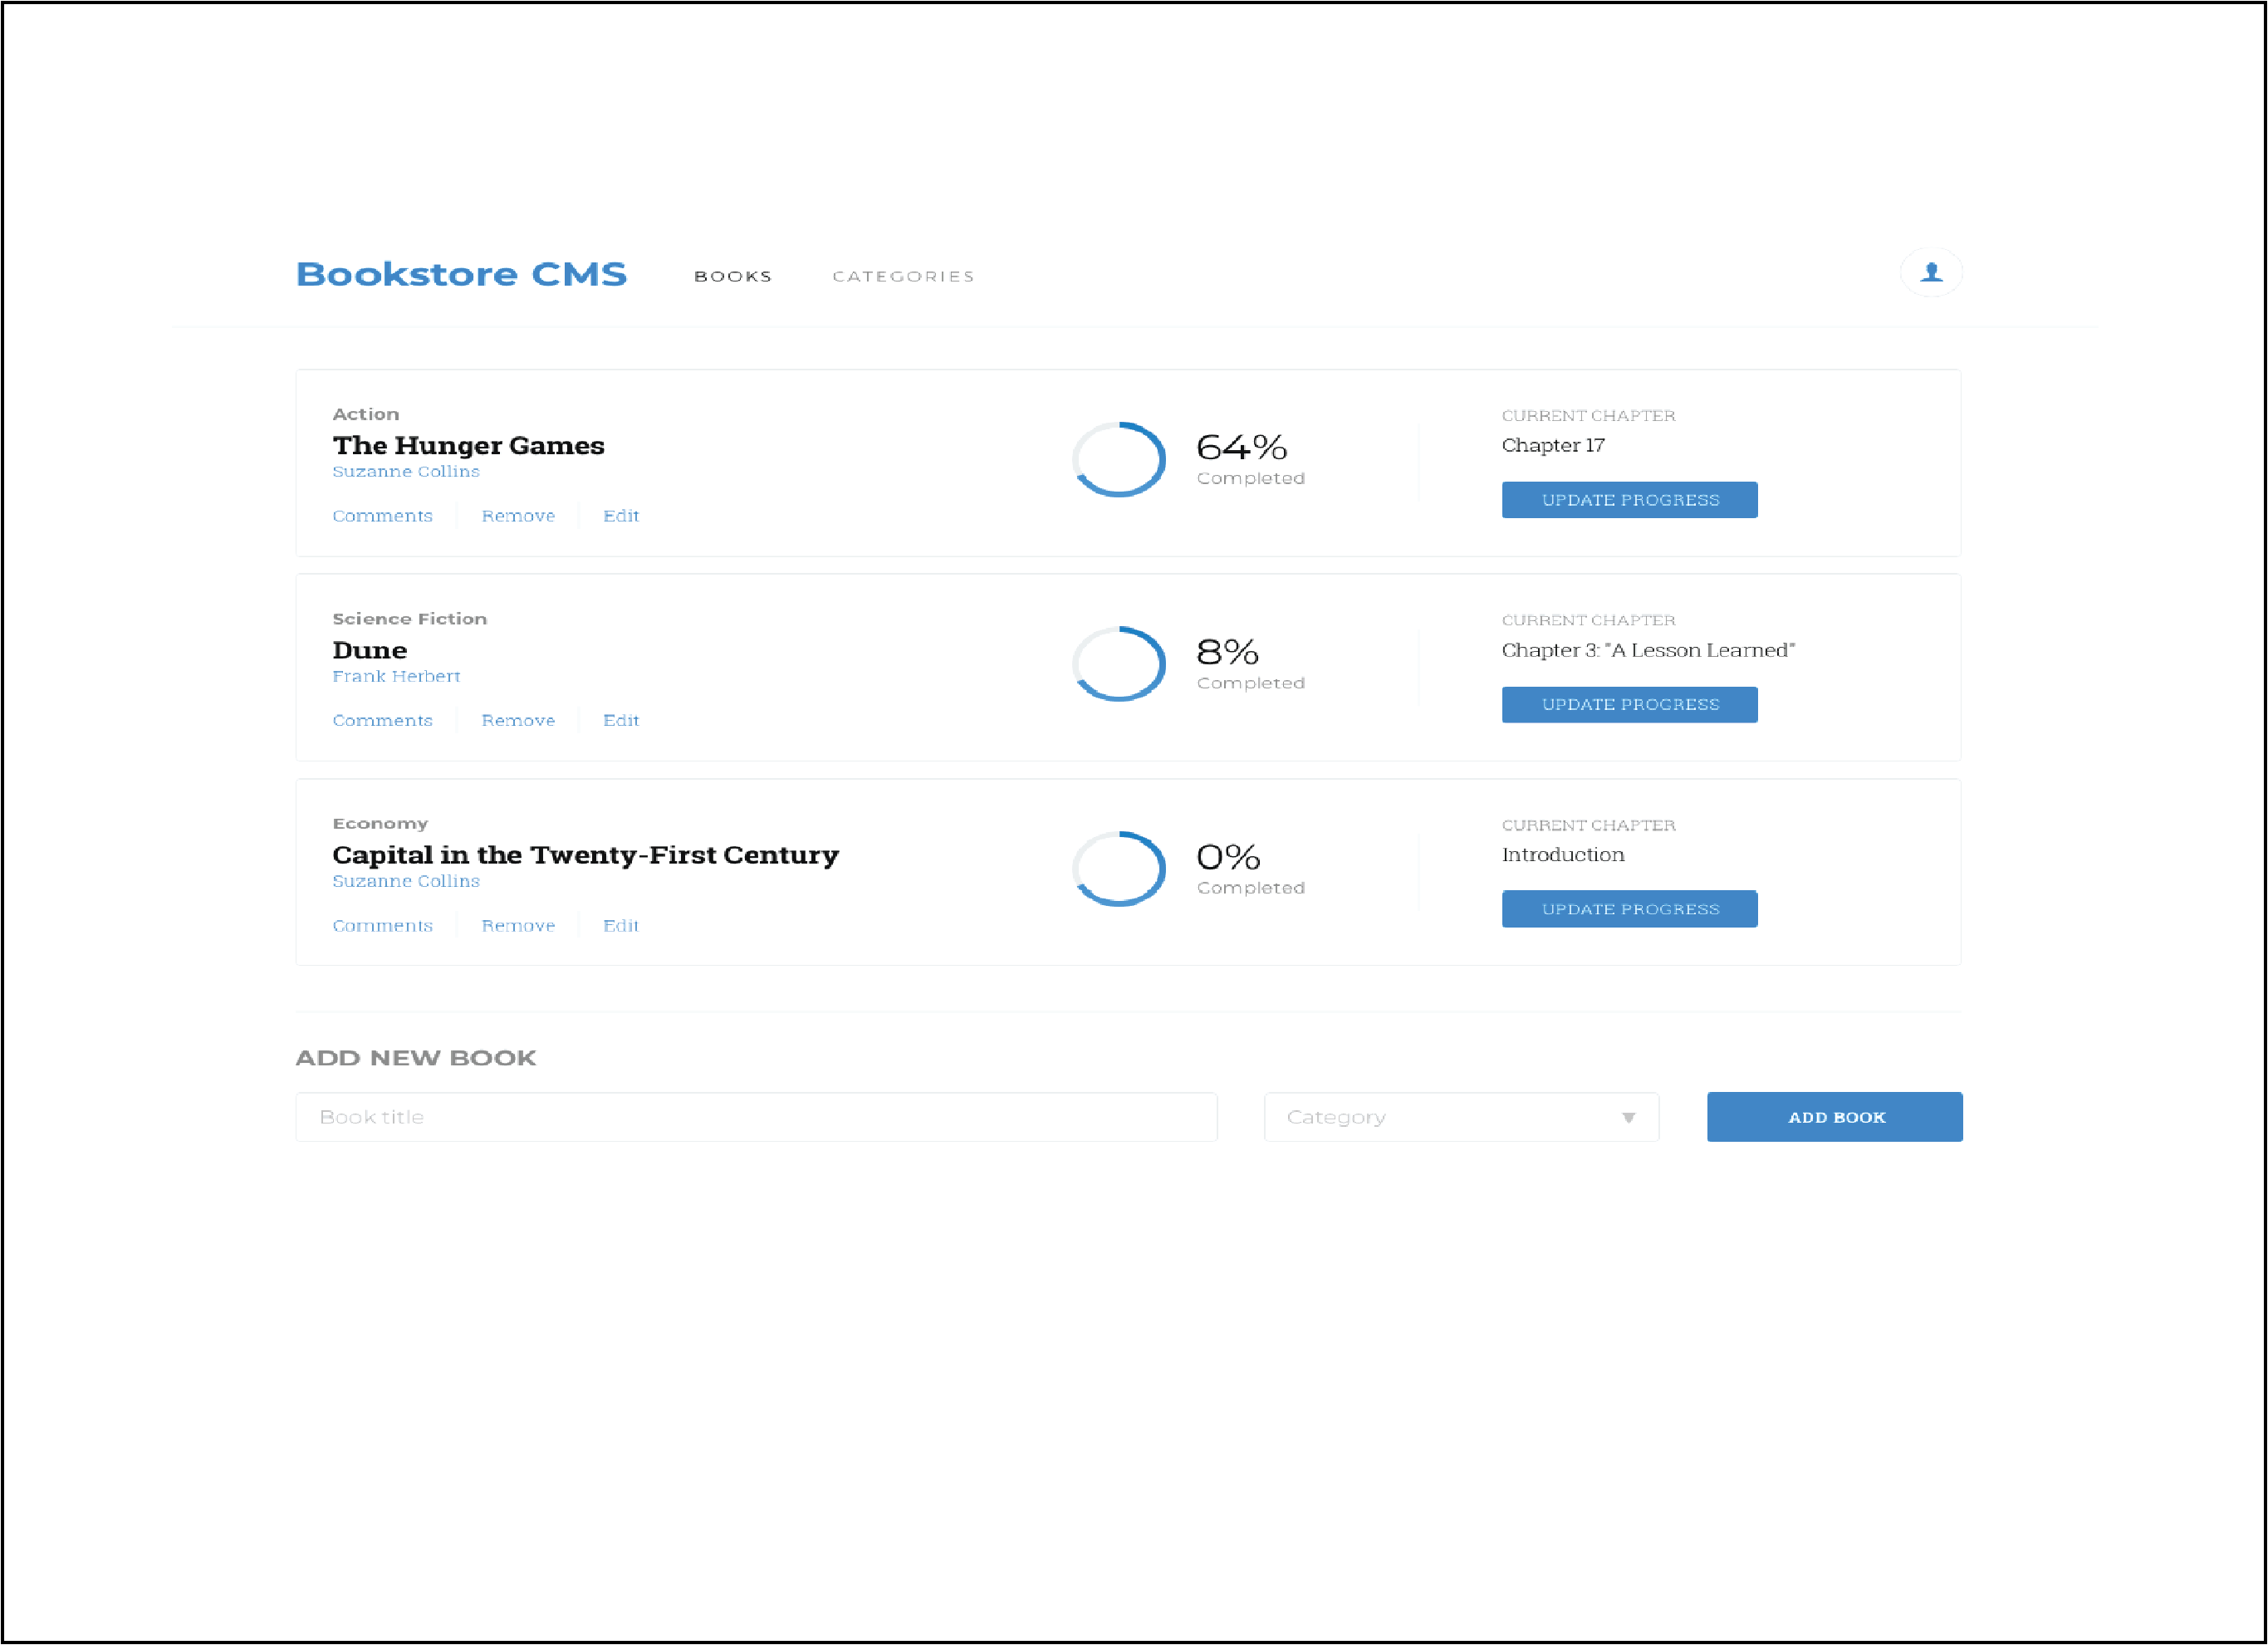 Bookstore CMS BOOKS CATEGORIES
Action
The Hunger Games
Suzanne Collins
Comments Remove Edit
64%
Completed
CURRENT CHAPTER
Chapter 17
UPDATE PROGRESS
Science Fiction
Dune
Frank Herbert
Comments Remove Edit
8%
Completed
CURRENT CHAPTER
Chapter 3: "A Lesson Learned"
UPDATE PROGRESS
Economy
Capital in the Twenty-First Century
Suzanne Collins
Comments Remove Edit
0%
Completed
CURRENT CHAPTER
Introduction
UPDATE PROGRESS
ADD NEW BOOK
Book title Category ADD BOOK